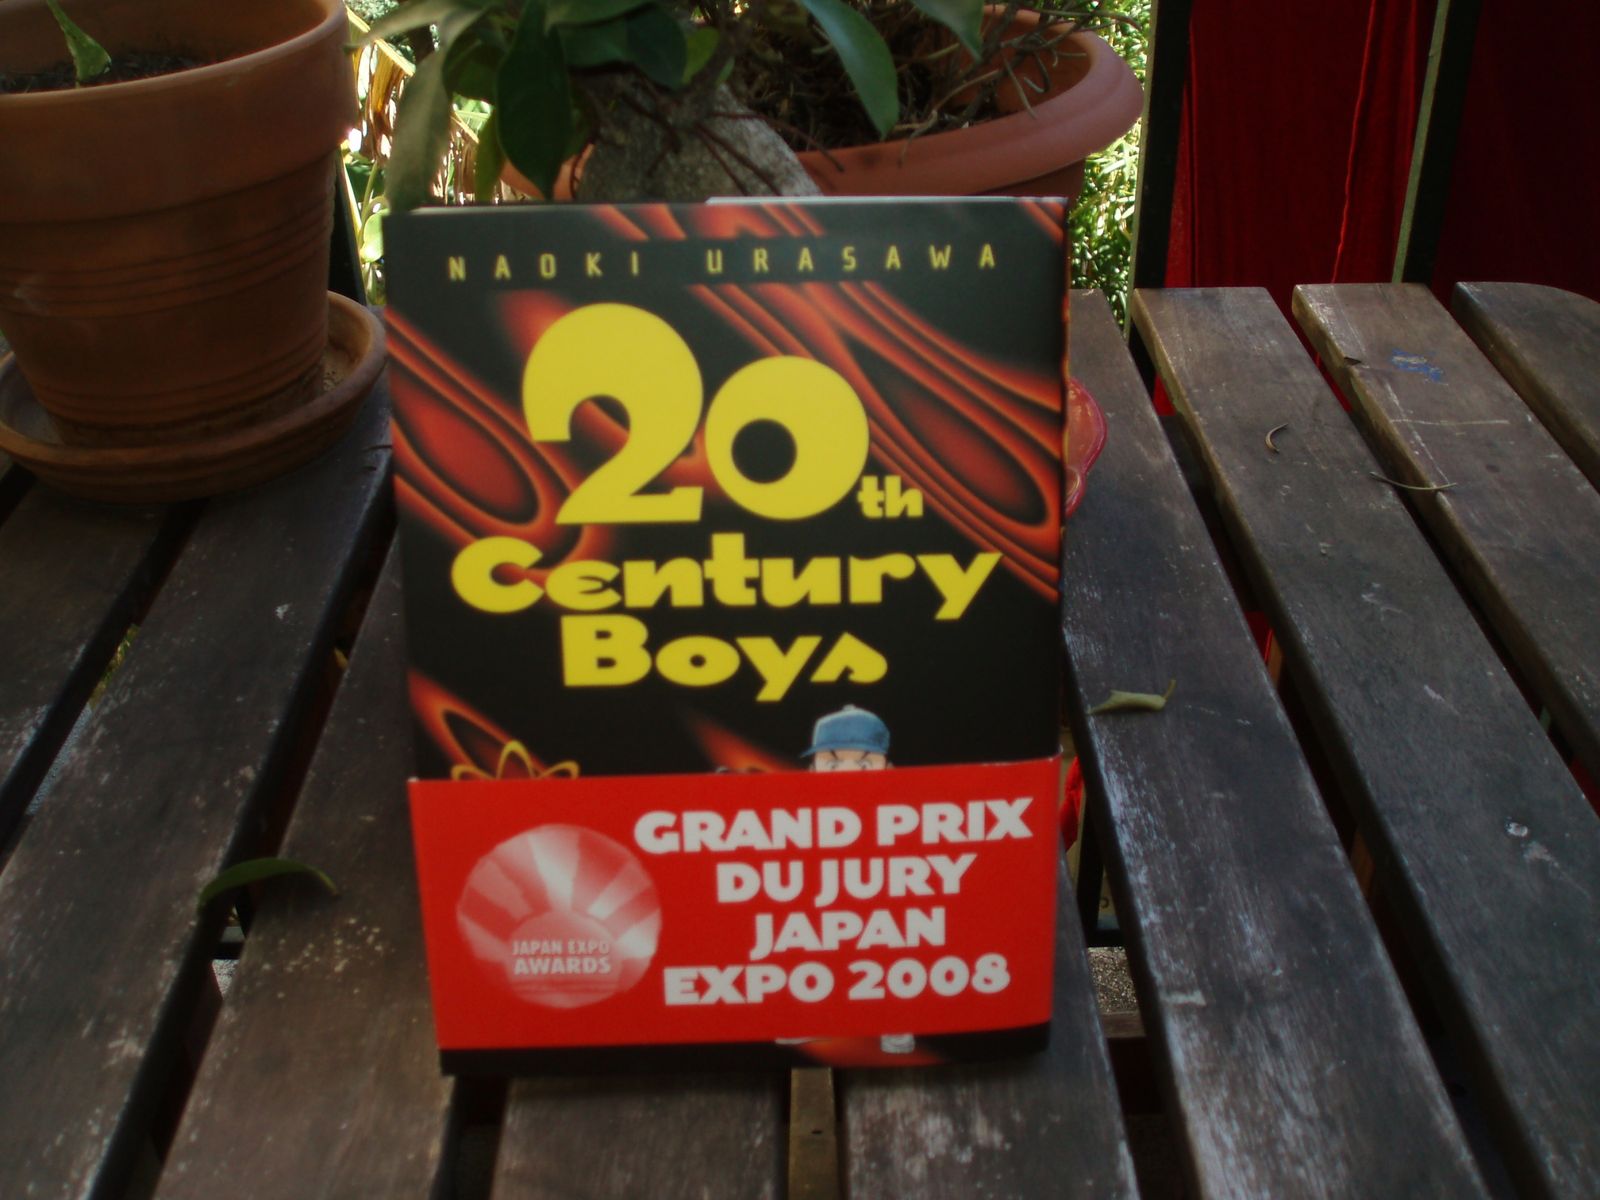 NAOKI URASAWA
20th
Century
Boys
GRAND PRIX
DU JURY
JAPAN
EXPO 2008
JAPAN EXPO
AWARDS